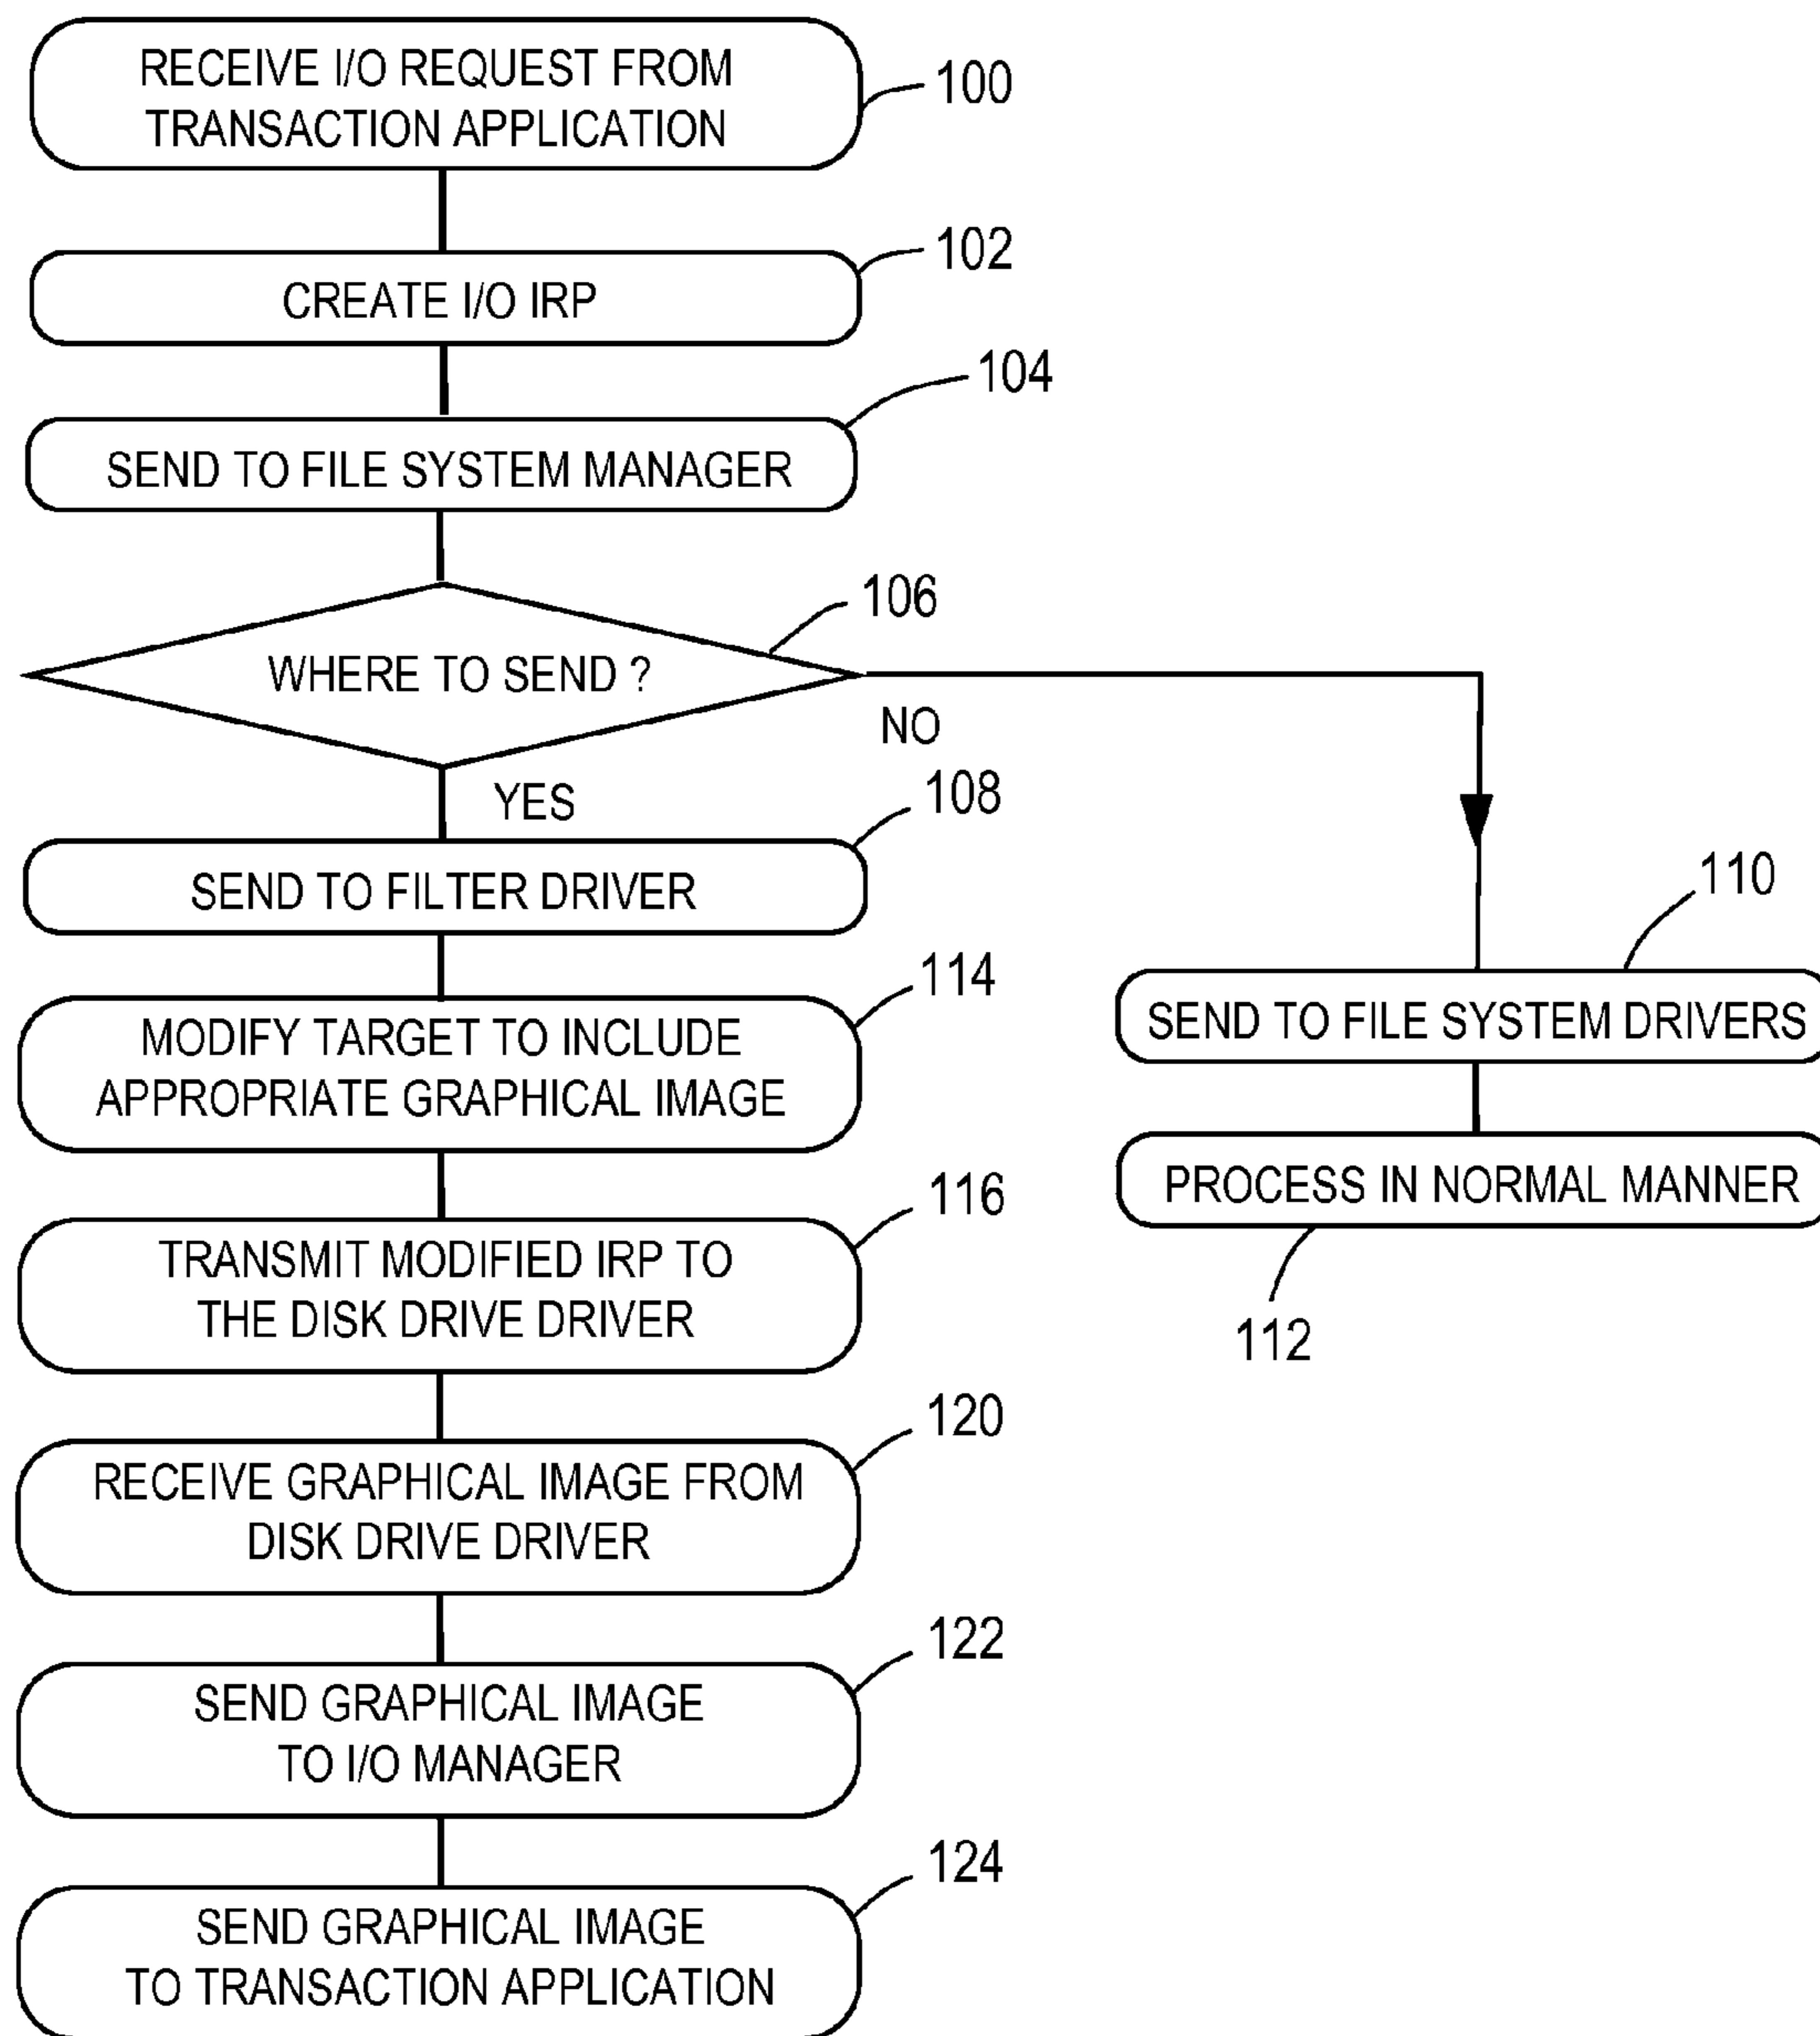 RECEIVE I/O REQUEST FROM
TRANSACTION APPLICATION
100
CREATE I/O IRP
102
SEND TO FILE SYSTEM MANAGER
104
WHERE TO SEND ?
106
NO
YES
SEND TO FILTER DRIVER
108
SEND TO FILE SYSTEM DRIVERS
110
PROCESS IN NORMAL MANNER
112
MODIFY TARGET TO INCLUDE
APPROPRIATE GRAPHICAL IMAGE
114
TRANSMIT MODIFIED IRP TO
THE DISK DRIVE DRIVER
116
RECEIVE GRAPHICAL IMAGE FROM
DISK DRIVE DRIVER
120
SEND GRAPHICAL IMAGE
TO I/O MANAGER
122
SEND GRAPHICAL IMAGE
TO TRANSACTION APPLICATION
124